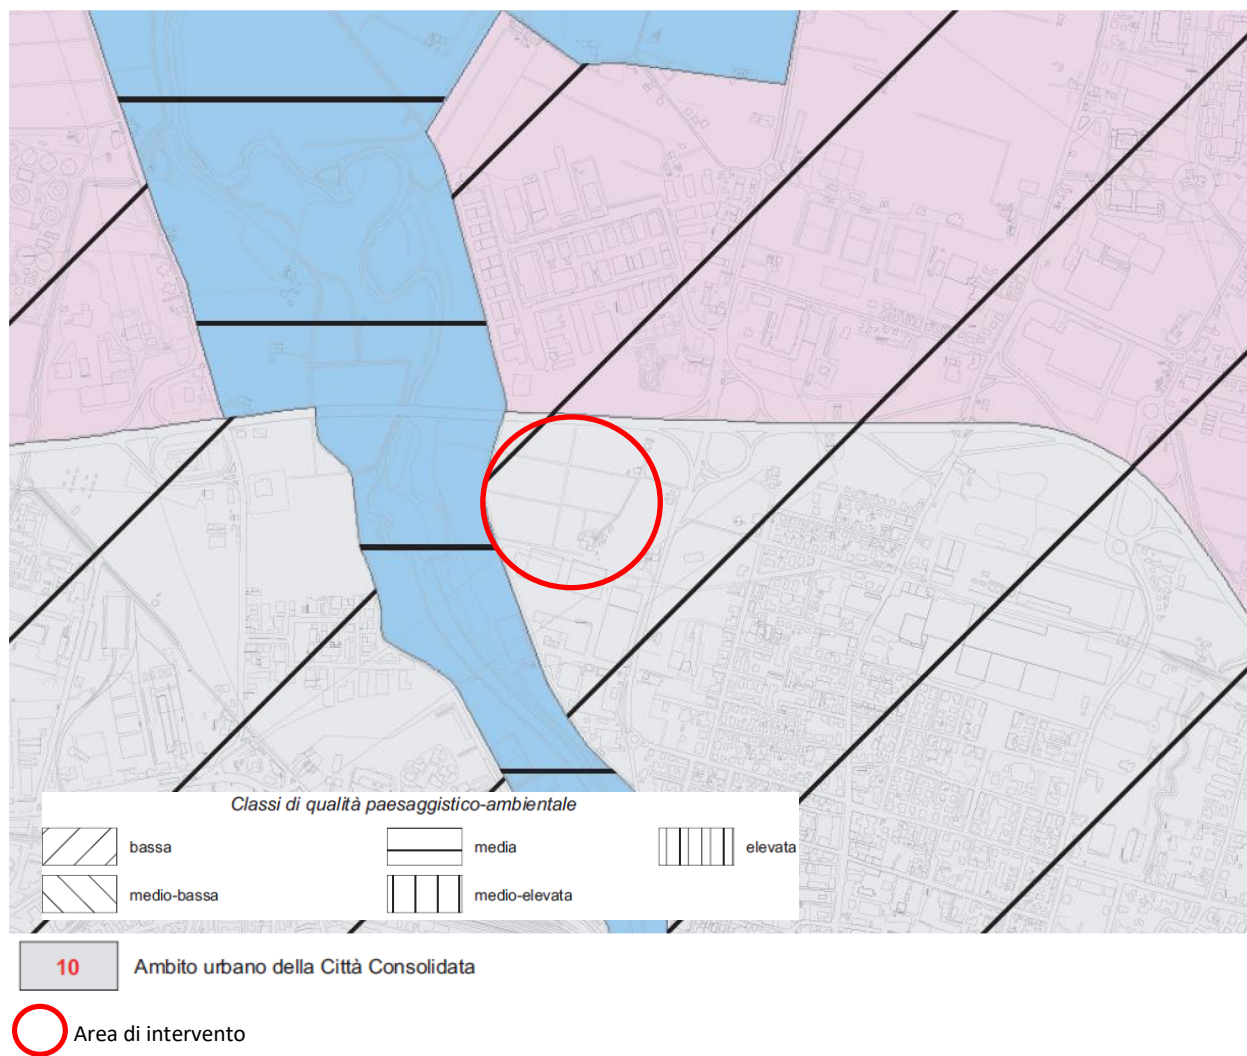 Classi di qualità paesaggistico-ambientale
bassa
media
elevata
medio-bassa
medio-elevata
10
Ambito urbano della Città Consolidata
Area di intervento